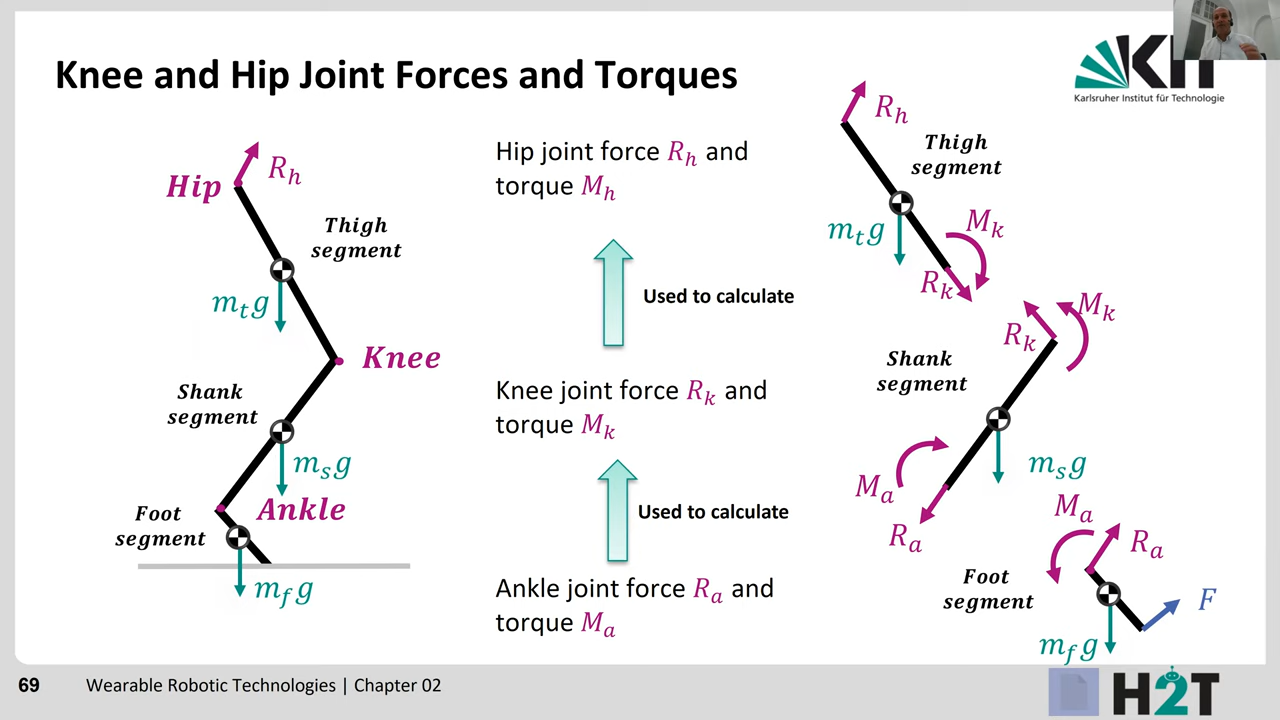 Knee and Hip Joint Forces and Torques
KIT
Karlsruher Institut für Technologie
R_h
Hip
Thigh
segment
m_t g
Knee
Shank
segment
m_s g
Ankle
Foot
segment
m_f g
Hip joint force R_h and
torque M_h
Used to calculate
Knee joint force R_k and
torque M_k
Used to calculate
Ankle joint force R_a and
torque M_a
R_h
Thigh
segment
m_t g
M_k
R_k
M_k
R_k
Shank
segment
m_s g
M_a
R_a
M_a
R_a
Foot
segment
F
m_f g
69
Wearable Robotic Technologies | Chapter 02
H2T